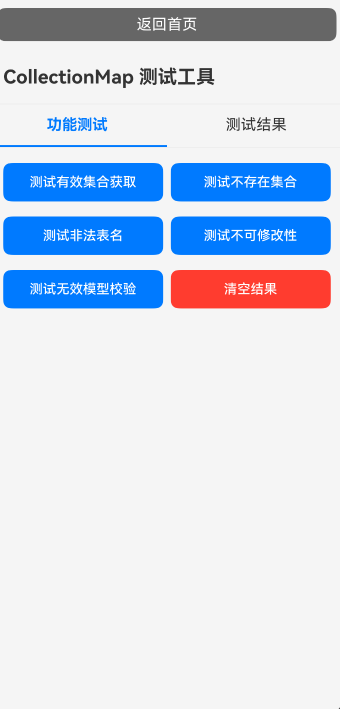 返回首页
CollectionMap 测试工具
功能测试 测试结果
测试有效集合获取 测试不存在集合
测试非法表名 测试不可修改性
测试无效模型校验 清空结果